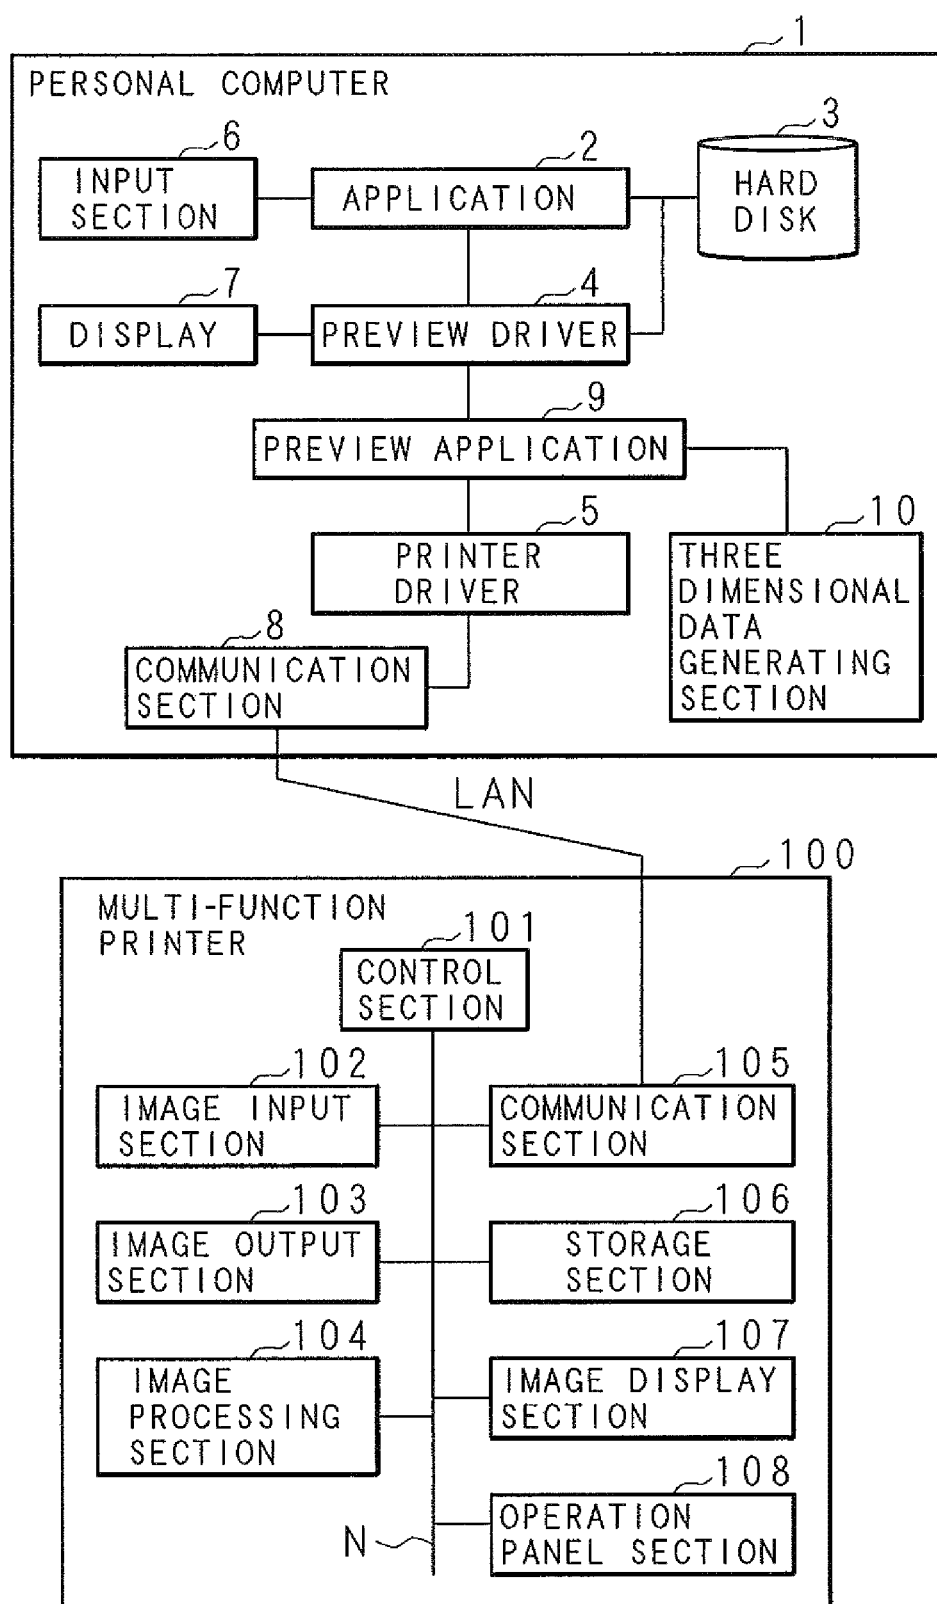 1
PERSONAL COMPUTER
6
2
3
INPUT
SECTION
APPLICATION
HARD
DISK
7
4
DISPLAY
PREVIEW DRIVER
9
PREVIEW APPLICATION
5
10
PRINTER
DRIVER
THREE
DIMENSIONAL
DATA
GENERATING
SECTION
8
COMMUNICATION
SECTION
LAN
100
MULTI-FUNCTION
PRINTER
101
CONTROL
SECTION
102
105
IMAGE INPUT
SECTION
COMMUNICATION
SECTION
103
106
IMAGE OUTPUT
SECTION
STORAGE
SECTION
104
107
IMAGE
PROCESSING
SECTION
IMAGE DISPLAY
SECTION
108
OPERATION
PANEL SECTION
N